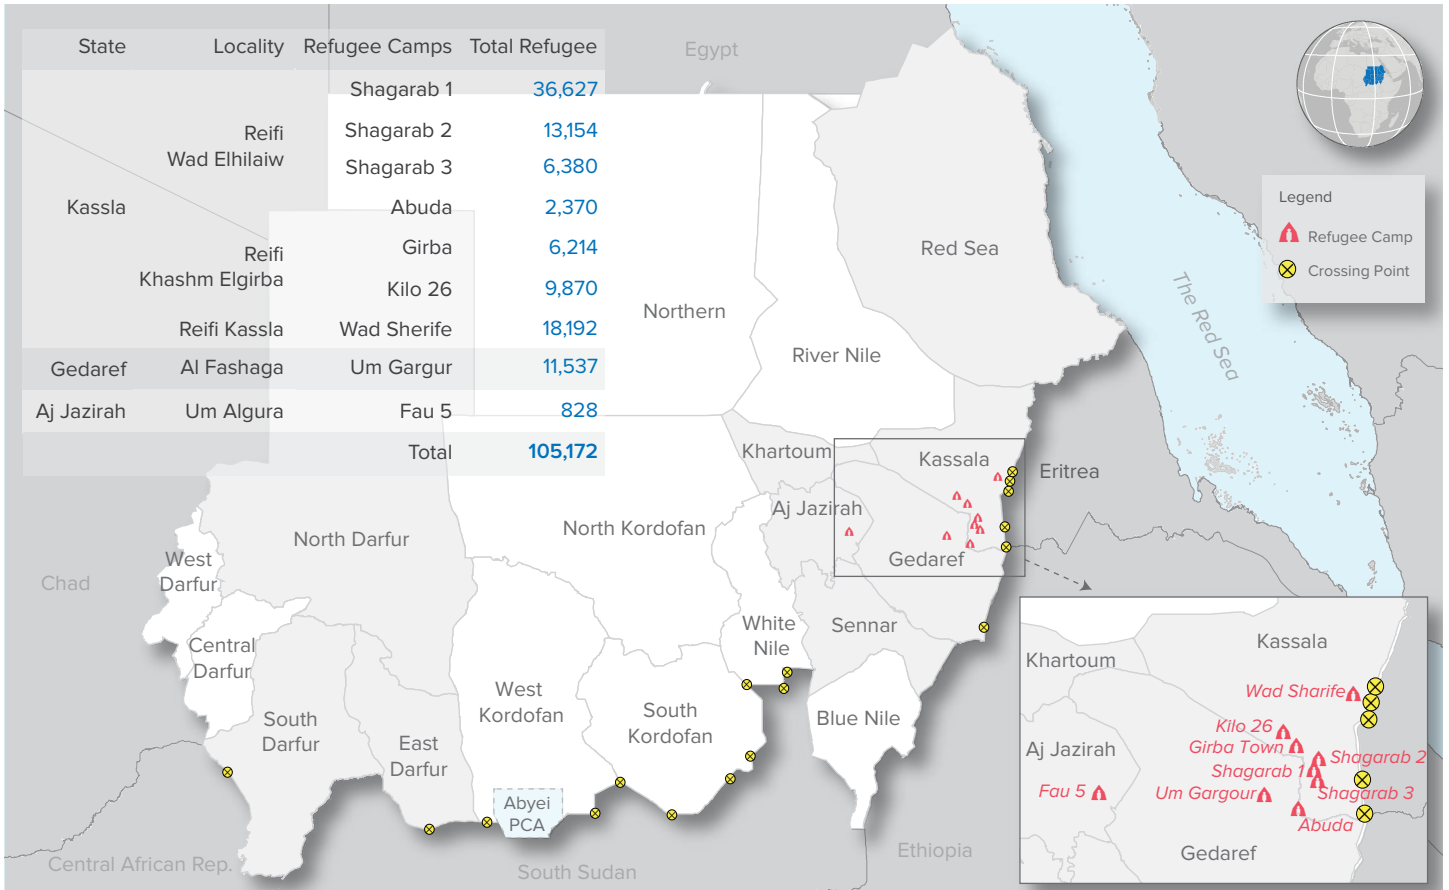 State Locality Refugee Camps Total Refugee
Shagarab 1 36,627
Reifi
Wad Elhilaiw
Shagarab 2 13,154
Shagarab 3 6,380
Kassla
Abuda 2,370
Reifi
Khashm Elgirba
Girba 6,214
Kilo 26 9,870
Reifi Kassla Wad Sherife 18,192
Gedaref Al Fashaga Um Gargur 11,537
Aj Jazirah Um Algura Fau 5 828
Total 105,172
Egypt
Legend
Refugee Camp
Crossing Point
The Red Sea
Red Sea
Northern
River Nile
Khartoum
Kassala
Eritrea
Aj Jazirah
North Kordofan
North Darfur
Gedaref
West
Darfur
Chad
Central
Darfur
White
Nile
Sennar
West
Kordofan
South
Kordofan
Blue Nile
South
Darfur
East
Darfur
Abyei
PCA
Central African Rep.
South Sudan
Ethiopia
Kassala
Khartoum
Wad Sharife
Kilo 26
Girba Town
Aj Jazirah
Shagarab 2
Shagarab 1
Fau 5
Um Gargour
Shagarab 3
Abuda
Gedaref